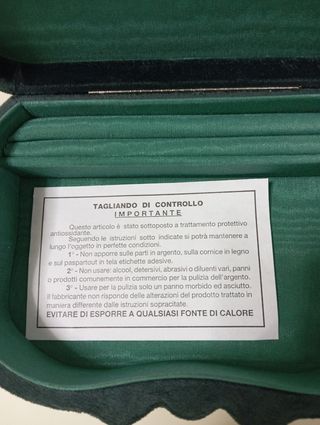 TAGLIANDO DI CONTROLLO
IMPORTANTE
Questo articolo è stato sottoposto a trattamento protettivo
antiossidante.
Seguendo le istruzioni sotto indicate si potrà mantenere a
lungo l'oggetto in perfette condizioni.
1° - Non apporre sulle parti in argento, sulla cornice in legno
e sul paspartout in tela etichette adesive.
2° - Non usare: alcool, detersivi, abrasivi o diluenti vari, panni
o prodotti comunemente in commercio per la pulizia dell'argento.
3° - Usare per la pulizia solo un panno morbido ed asciutto.
Il fabbricante non risponde delle alterazioni del prodotto trattato in
maniera differente dalle istruzioni sopracitate.
EVITARE DI ESPORRE A QUALSIASI FONTE DI CALORE